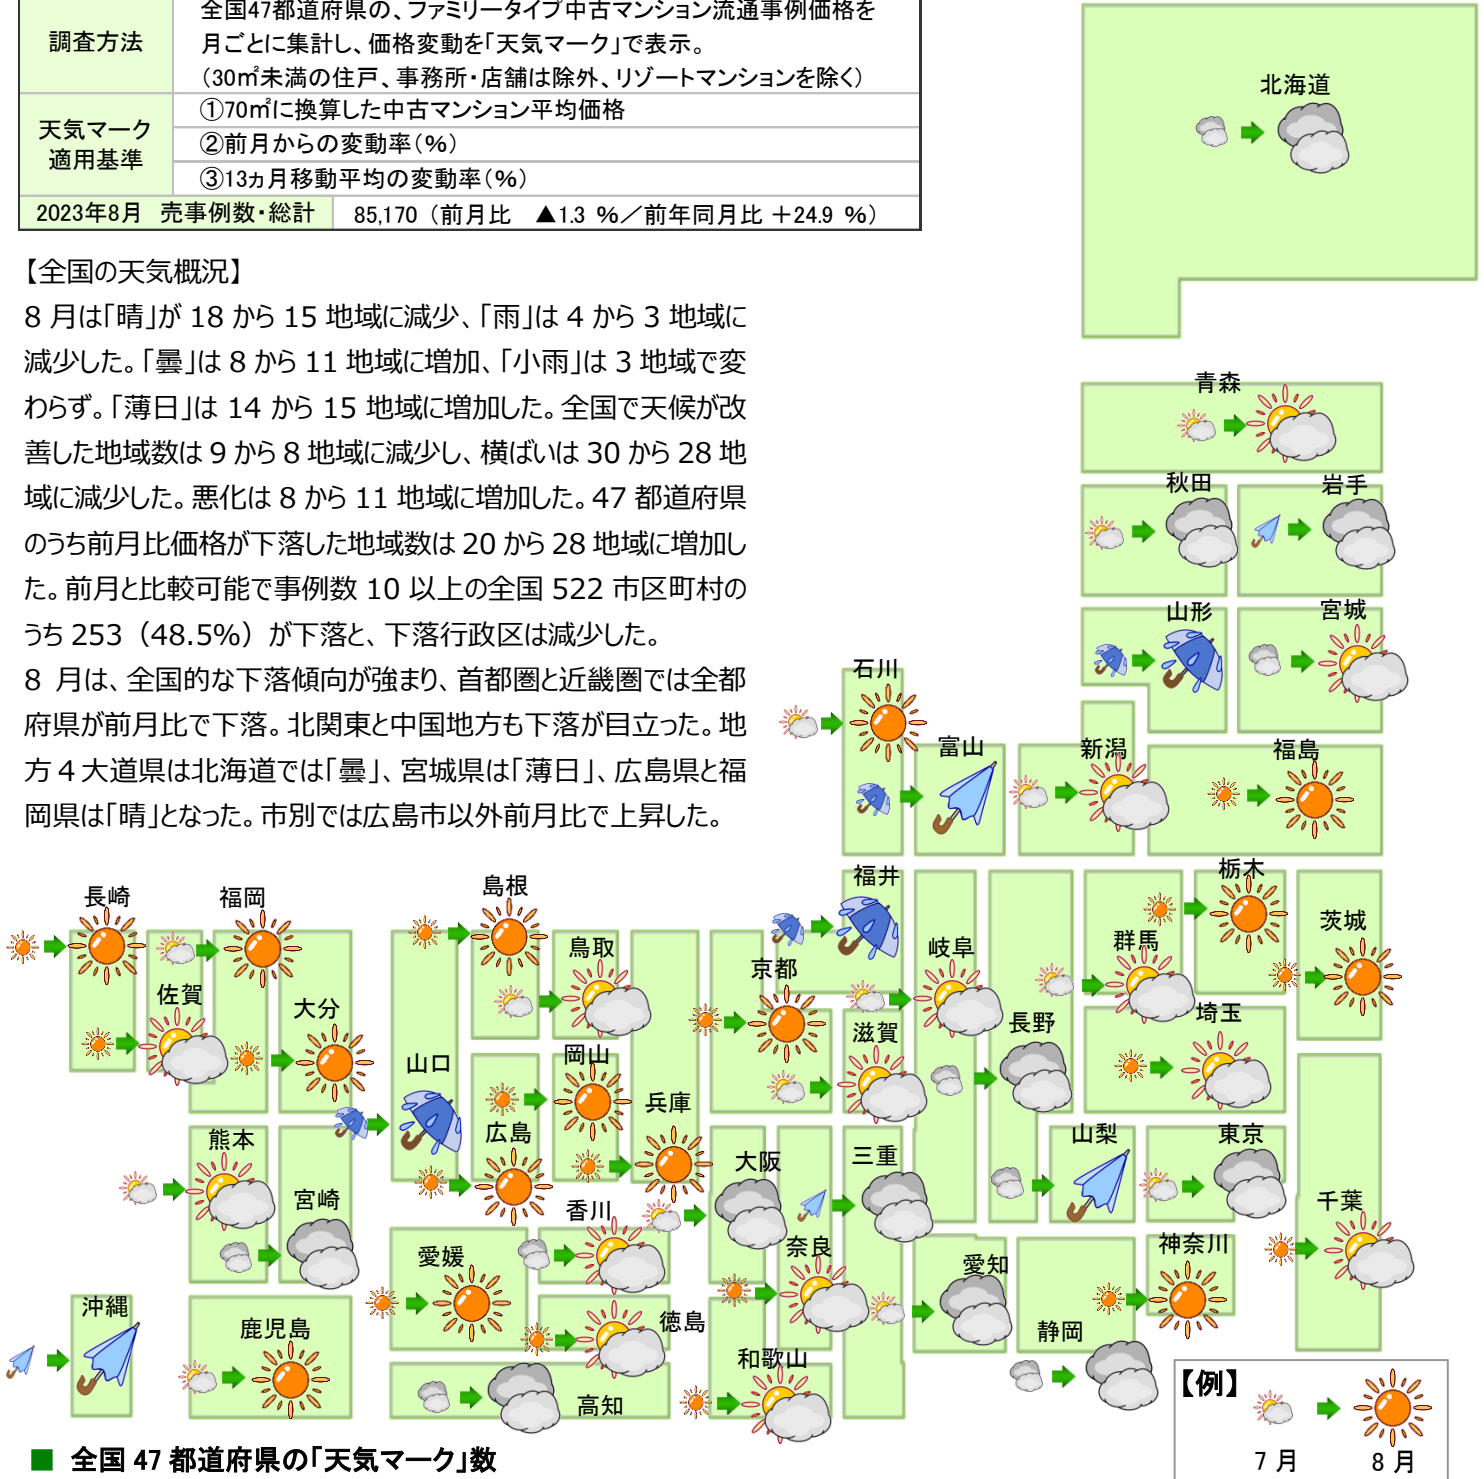 調査方法
全国47都道府県の、ファミリータイプ中古マンション流通事例価格を
月ごとに集計し、価格変動を「天気マーク」で表示。
（30㎡未満の住戸、事務所・店舗は除外、リゾートマンションを除く）
天気マーク
適用基準
①70㎡に換算した中古マンション平均価格
②前月からの変動率（％）
③13ヵ月移動平均の変動率（％）
2023年8月 売事例数・総計 85,170（前月比 ▲1.3 ％／前年同月比 ＋24.9 ％）
【全国の天気概況】
8 月は「晴」が 18 から 15 地域に減少、「雨」は 4 から 3 地域に
減少した。「曇」は 8 から 11 地域に増加、「小雨」は 3 地域で変
わらず。「薄日」は 14 から 15 地域に増加した。全国で天候が改
善した地域数は 9 から 8 地域に減少し、横ばいは 30 から 28 地
域に減少した。悪化は 8 から 11 地域に増加した。47 都道府県
のうち前月比価格が下落した地域数は 20 から 28 地域に増加し
た。前月と比較可能で事例数 10 以上の全国 522 市区町村の
うち 253（48.5%）が下落と、下落行政区は減少した。
8 月は、全国的な下落傾向が強まり、首都圏と近畿圏では全都
府県が前月比で下落。北関東と中国地方も下落が目立った。地
方 4 大道県は北海道では「曇」、宮城県は「薄日」、広島県と福
岡県は「晴」となった。市別では広島市以外前月比で上昇した。
北海道
青森
秋田
岩手
山形
宮城
石川
富山
新潟
福島
福井
栃木
長崎
福岡
島根
鳥取
京都
岐阜
群馬
茨城
佐賀
大分
山口
岡山
滋賀
長野
埼玉
兵庫
熊本
広島
大阪
三重
山梨
東京
宮崎
香川
奈良
千葉
愛媛
愛知
神奈川
沖縄
鹿児島
徳島
静岡
和歌山
高知
【例】
7 月
8 月
■ 全国 47 都道府県の「天気マーク」数